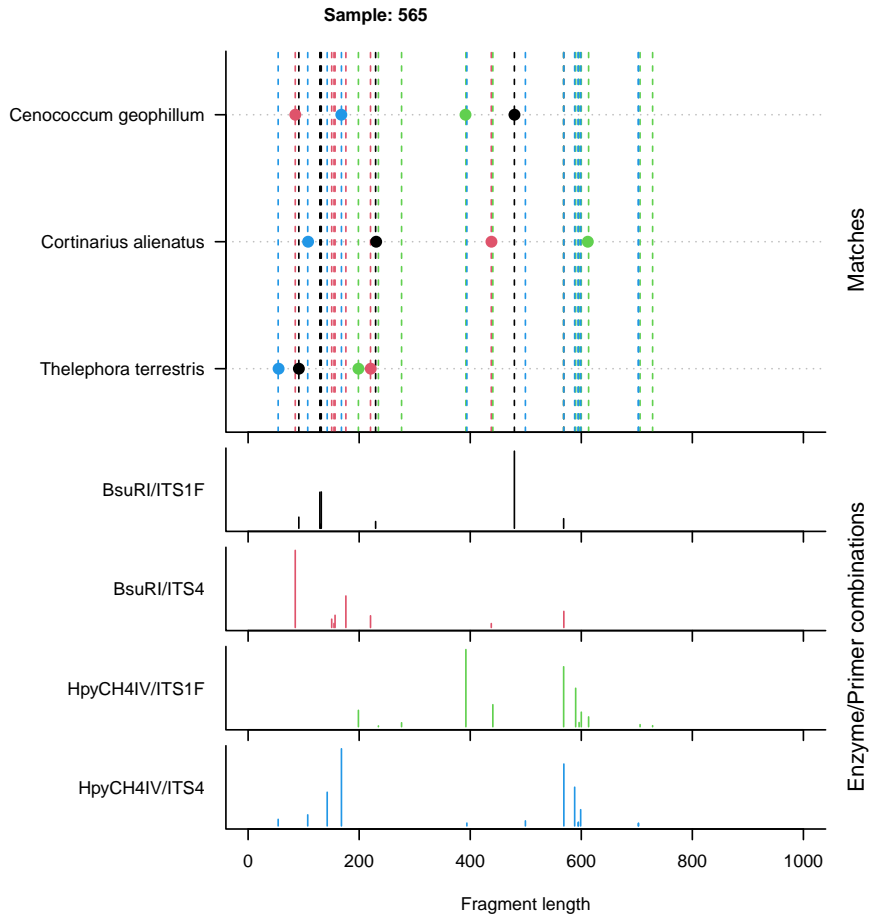 Sample: 565
Cenococcum geophillum
Cortinarius alienatus
Thelephora terrestris
Matches
BsuRI/ITS1F
BsuRI/ITS4
HpyCH4IV/ITS1F
HpyCH4IV/ITS4
Enzyme/Primer combinations
0 200 400 600 800 1000
Fragment length